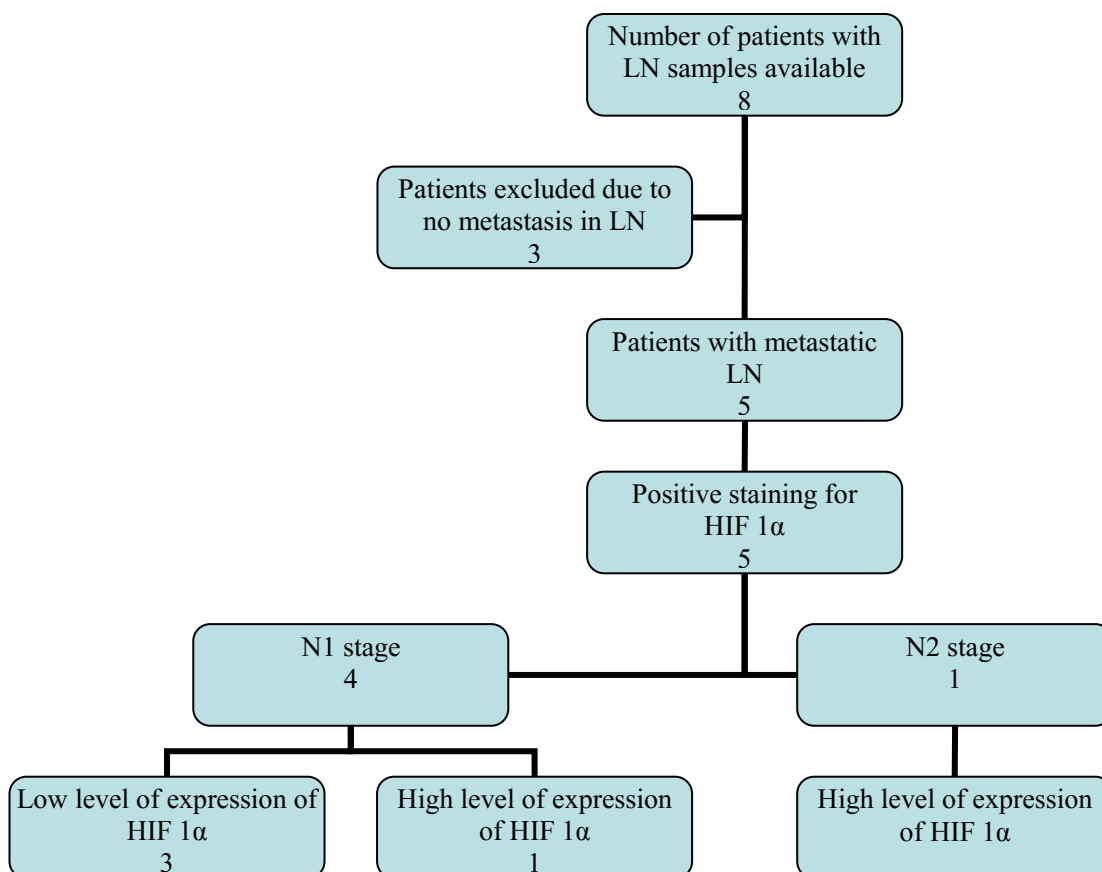 Number of patients with
LN samples available
8
Patients excluded due to
no metastasis in LN
3
Patients with metastatic
LN
5
Positive staining for
HIF 1α
5
N1 stage
4
N2 stage
1
Low level of expression of
HIF 1α
3
High level of expression
of HIF 1α
1
High level of expression
of HIF 1α